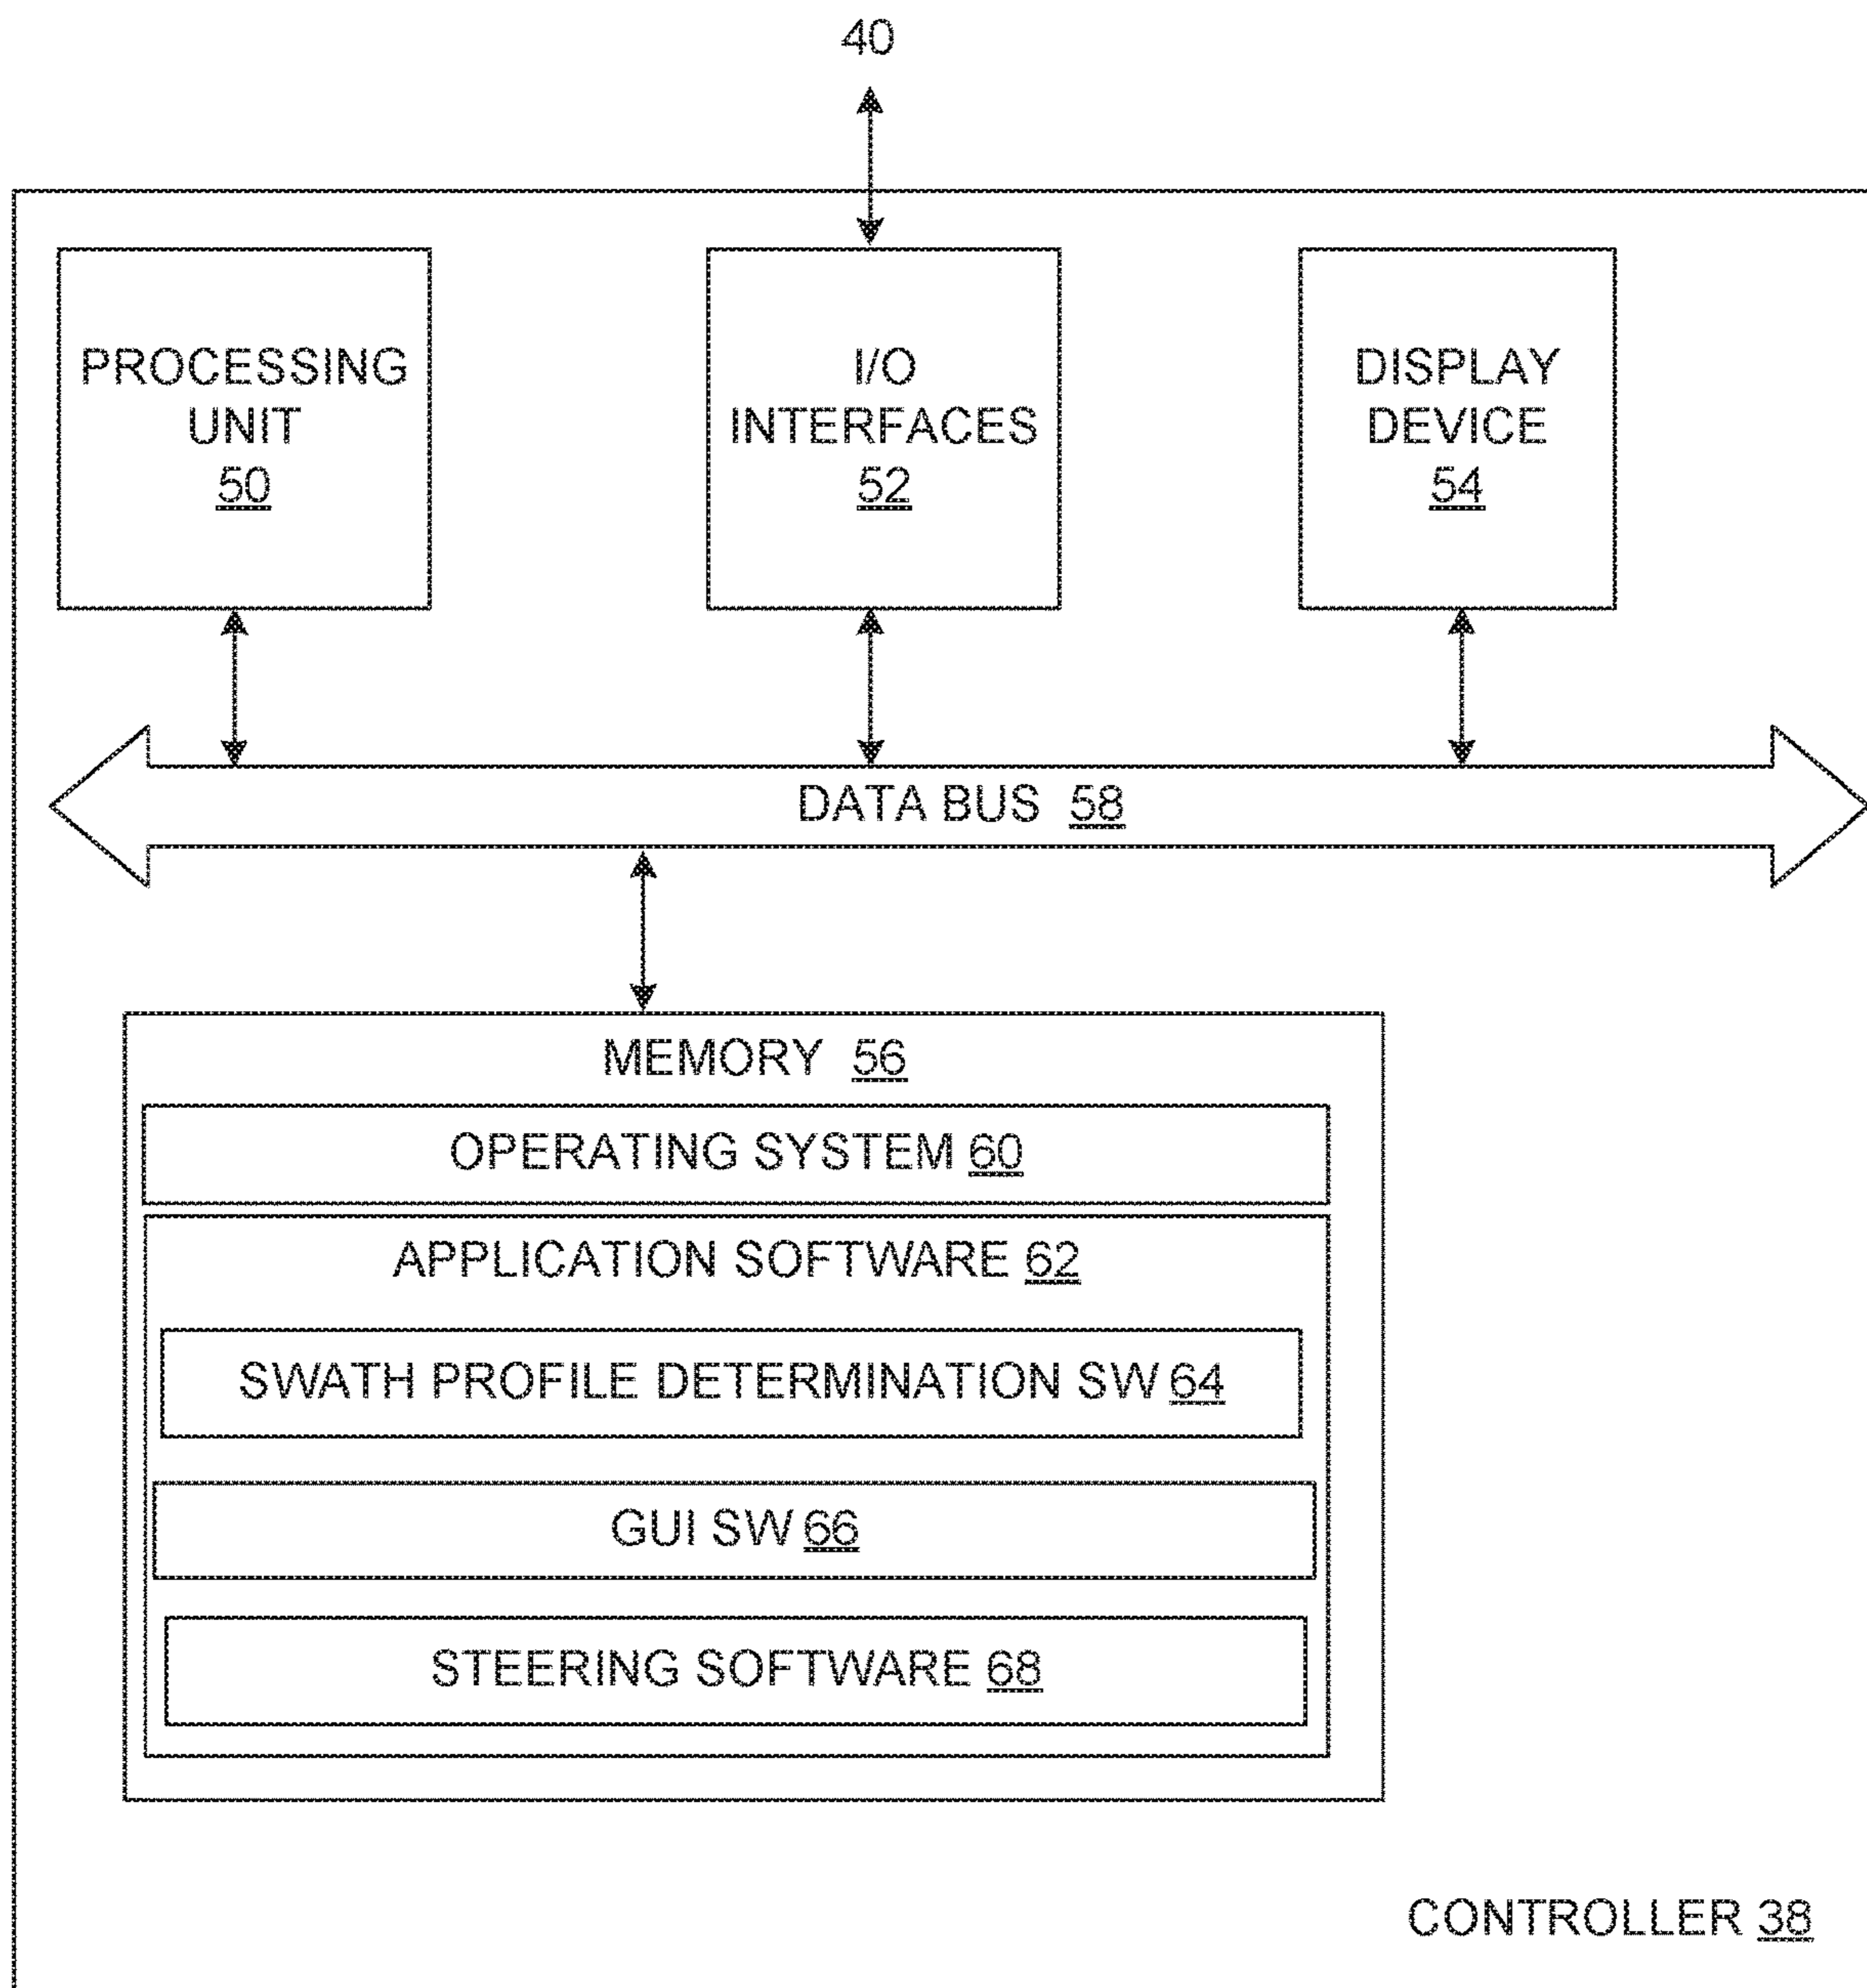 40
PROCESSING
UNIT
50
I/O
INTERFACES
52
DISPLAY
DEVICE
54
DATA BUS 58
MEMORY 56
OPERATING SYSTEM 60
APPLICATION SOFTWARE 62
SWATH PROFILE DETERMINATION SW 64
GUI SW 66
STEERING SOFTWARE 68
CONTROLLER 38